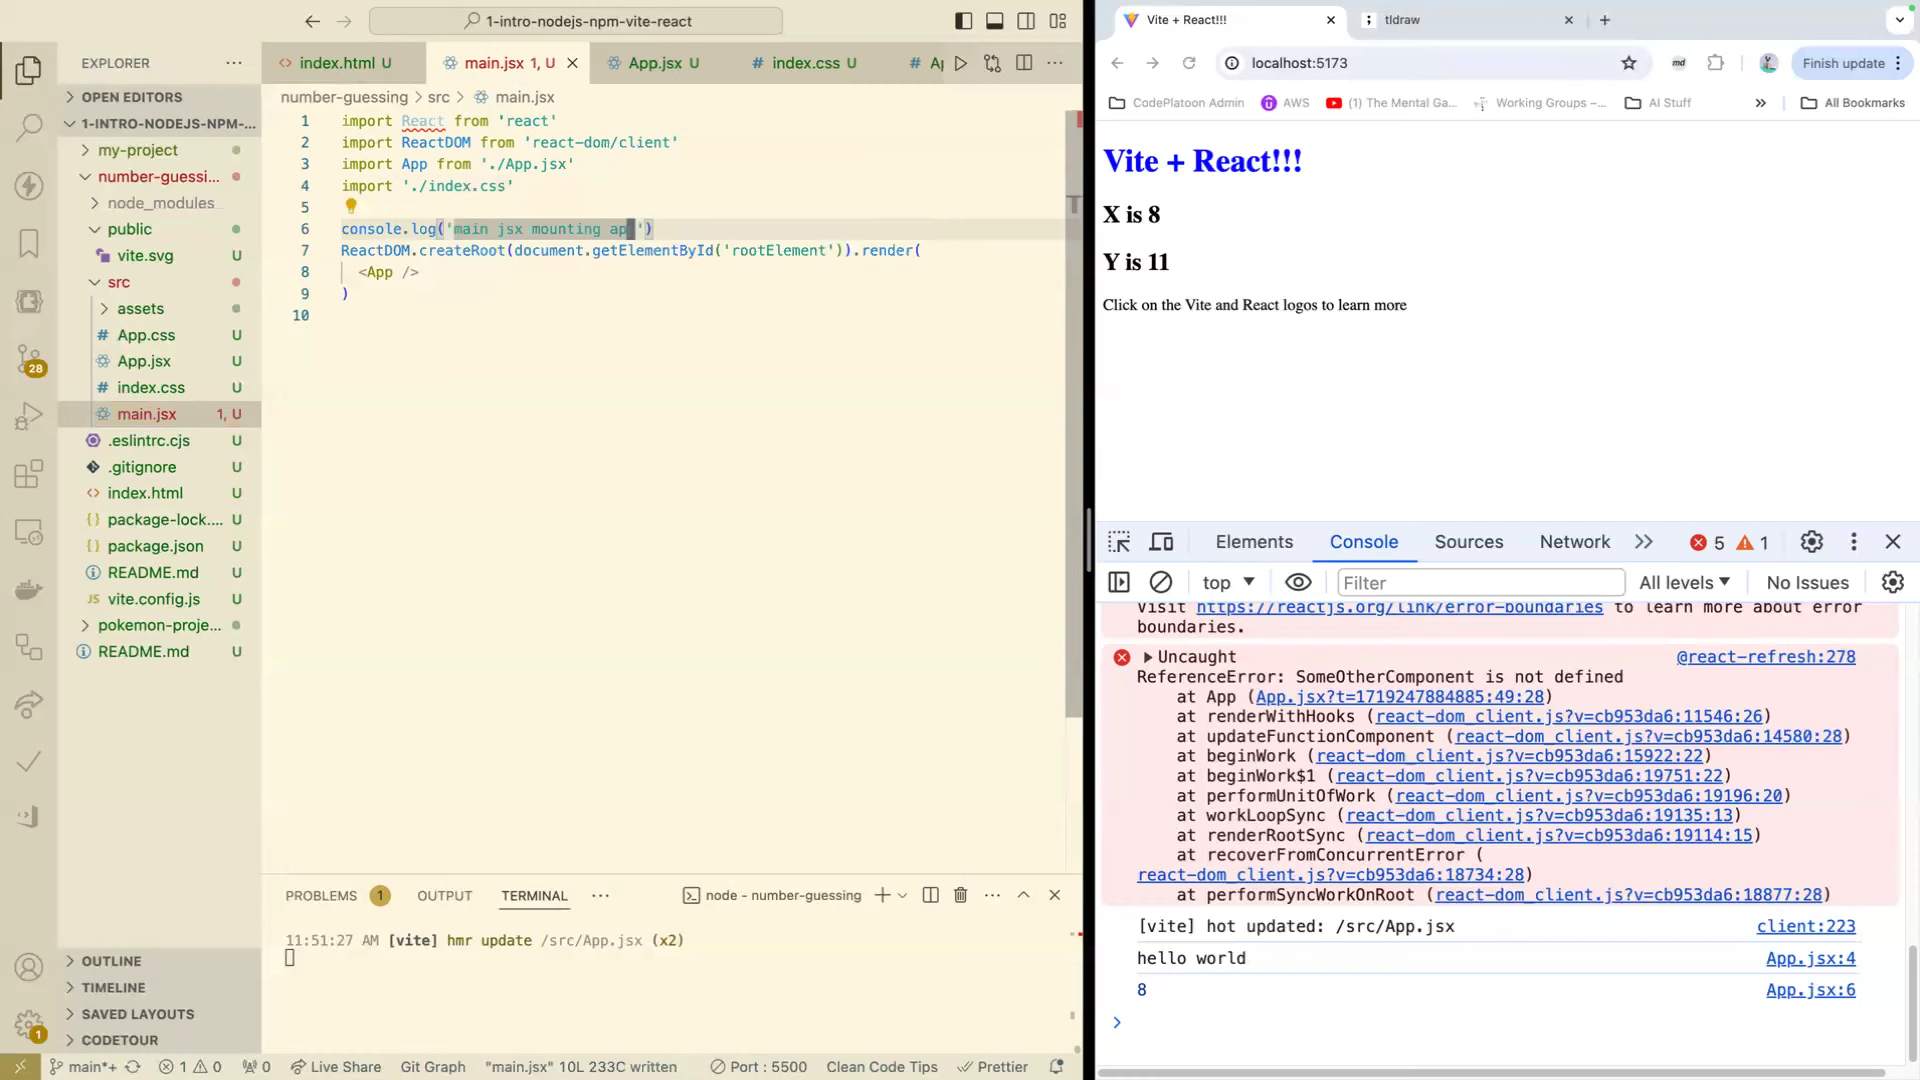 1-intro-nodejs-npm-vite-react
EXPLORER
OPEN EDITORS
1-INTRO-NODEJS-NPM-...
my-project
number-guessi...
node_modules
public
vite.svg U
src
assets
App.css U
App.jsx U
index.css U
main.jsx 1, U
.eslintrc.cjs U
.gitignore U
index.html U
package-lock.... U
package.json U
README.md U
vite.config.js U
pokemon-proje...
README.md U
OUTLINE
TIMELINE
SAVED LAYOUTS
CODETOUR
28
1
index.html U
main.jsx 1, U
App.jsx U
index.css U
number-guessing > src > main.jsx
1 import React from 'react'
2 import ReactDOM from 'react-dom/client'
3 import App from './App.jsx'
4 import './index.css'
5
6 console.log('main jsx mounting ap')
7 ReactDOM.createRoot(document.getElementById('rootElement')).render(
8 <App />
9 )
10
PROBLEMS 1 OUTPUT TERMINAL node - number-guessing
11:51:27 AM [vite] hmr update /src/App.jsx (x2)
main*+ 1 0 0 Live Share Git Graph "main.jsx" 10L 233C written Port : 5500 Clean Code Tips Prettier
Vite + React!!!
tldraw
localhost:5173
Finish update
CodePlatoon Admin AWS (1) The Mental Ga... Working Groups –... AI Stuff » All Bookmarks
Vite + React!!!
X is 8
Y is 11
Click on the Vite and React logos to learn more
Elements Console Sources Network 5 1
top Filter All levels No Issues
Visit https://reactjs.org/link/error-boundaries to learn more about error
boundaries.
Uncaught @react-refresh:278
ReferenceError: SomeOtherComponent is not defined
at App (App.jsx?t=1719247884885:49:28)
at renderWithHooks (react-dom_client.js?v=cb953da6:11546:26)
at updateFunctionComponent (react-dom_client.js?v=cb953da6:14580:28)
at beginWork (react-dom_client.js?v=cb953da6:15922:22)
at beginWork$1 (react-dom_client.js?v=cb953da6:19751:22)
at performUnitOfWork (react-dom_client.js?v=cb953da6:19196:20)
at workLoopSync (react-dom_client.js?v=cb953da6:19135:13)
at renderRootSync (react-dom_client.js?v=cb953da6:19114:15)
at recoverFromConcurrentError (
react-dom_client.js?v=cb953da6:18734:28)
at performSyncWorkOnRoot (react-dom_client.js?v=cb953da6:18877:28)
[vite] hot updated: /src/App.jsx client:223
hello world App.jsx:4
8 App.jsx:6